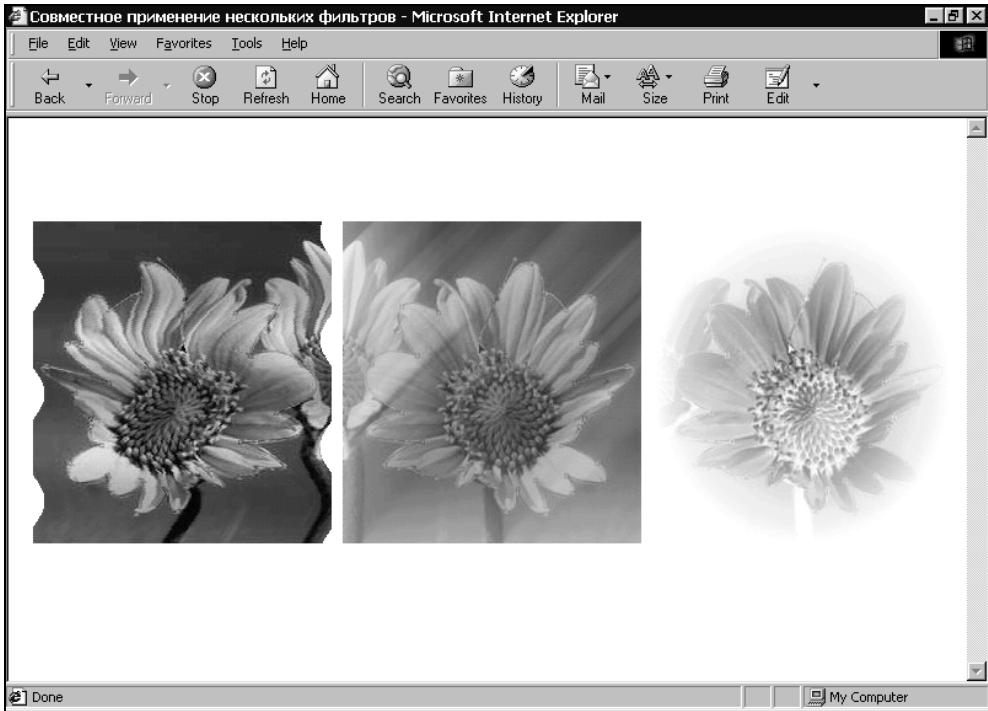 Совместное применение нескольких фильтров - Microsoft Internet Explorer
File Edit View Favorites Tools Help
Back Forward Stop Refresh Home Search Favorites History Mail Size Print Edit
Done My Computer